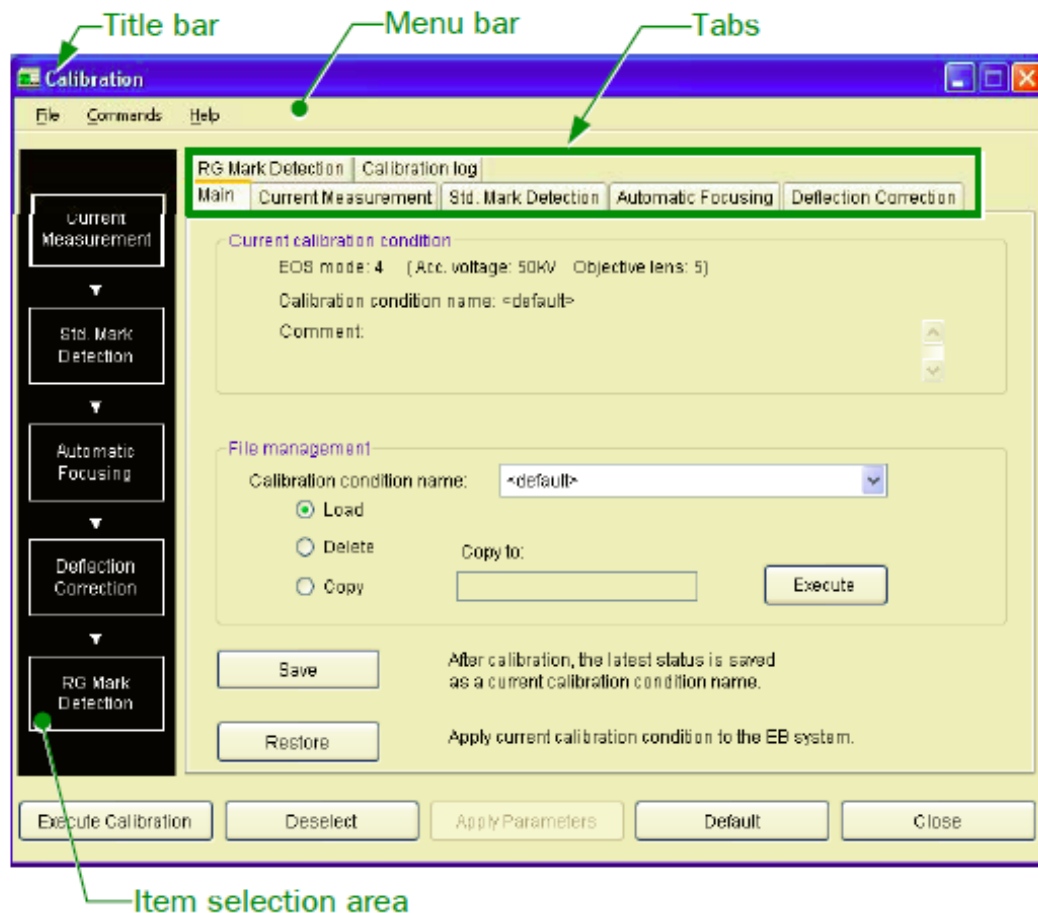 Title bar
Menu bar
Tabs
Calibration
File Commands Help
RG Mark Detection Calibration log
Main Current Measurement Std. Mark Detection Automatic Focusing Deflection Correction
Current
Measurement
Std. Mark
Detection
Automatic
Focusing
Deflection
Correction
RG Mark
Detection
Current calibration condition
EOS mode: 4 (Acc. voltage: 50kV Objective lens: 5)
Calibration condition name: <default>
Comment:
File management
Calibration condition name: <default>
Load
Delete
Copy to:
Copy
Execute
Save
After calibration, the latest status is saved
as a current calibration condition name.
Restore
Apply current calibration condition to the EB system.
Execute Calibration Deselect Apply Parameters Default Close
Item selection area